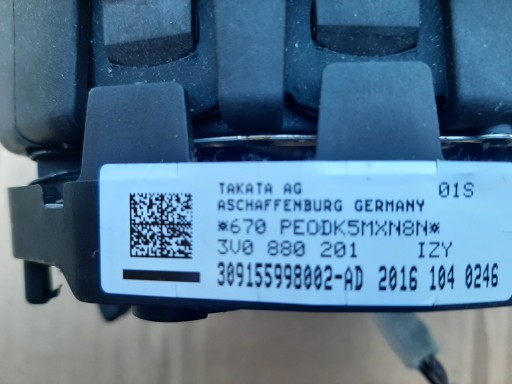 TAKATA AG 01S
ASCHAFFENBURG GERMANY
*670 PEODK5MXN8N*
3V0 880 201 IZY
309155998002-AD 2016 104 0246